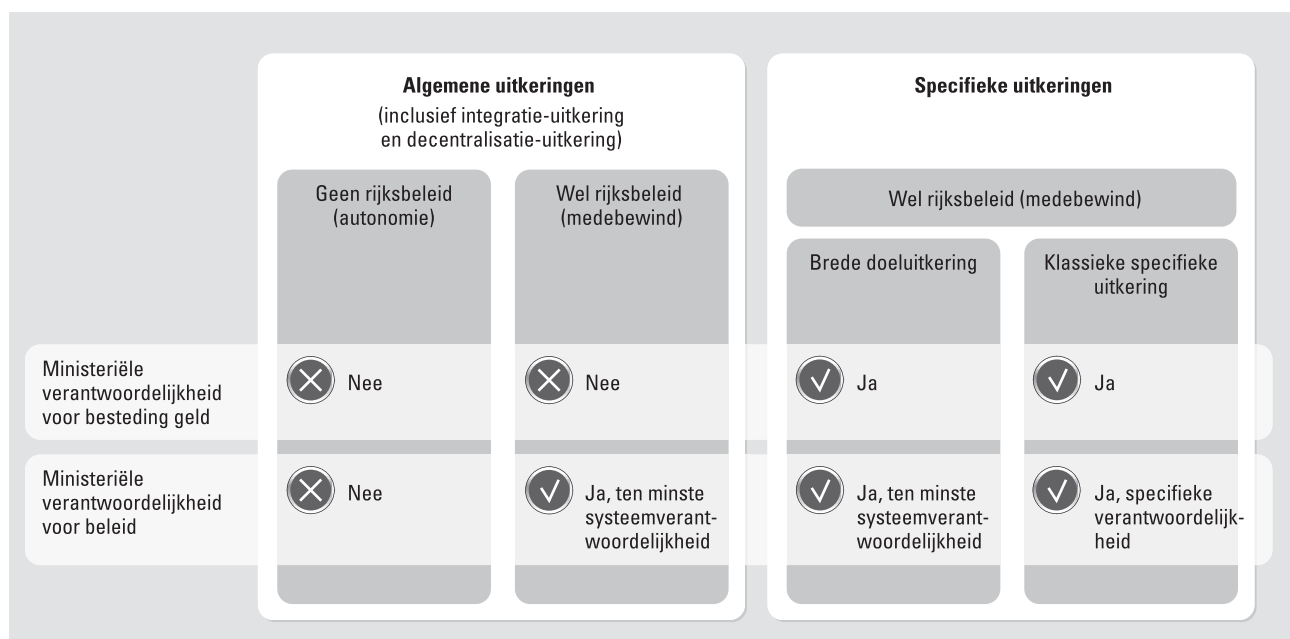 Algemene uitkeringen
(inclusief integratie-uitkering
en decentralisatie-uitkering)
Geen rijksbeleid
(autonomie)
Wel rijksbeleid
(medebewind)
Specifieke uitkeringen
Wel rijksbeleid (medebewind)
Brede doeluitkering
Klassieke specifieke
uitkering
Ministeriële
verantwoordelijkheid
voor besteding geld
Nee
Nee
Ja
Ja
Ministeriële
verantwoordelijkheid
voor beleid
Nee
Ja, ten minste
systeemverant-
woordelijkheid
Ja, ten minste
systeemverant-
woordelijkheid
Ja, specifieke
verantwoordelijk-
heid